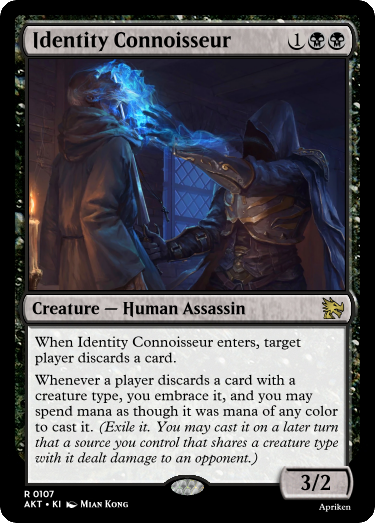 Identity Connoisseur 1
Creature — Human Assassin
When Identity Connoisseur enters, target
player discards a card.
Whenever a player discards a card with a
creature type, you embrace it, and you may
spend mana as though it was mana of any color
to cast it. (Exile it. You may cast it on a later turn
that a source you control that shares a creature type
with it dealt damage to an opponent.)
3/2
R 0107
AKT • KI Mian Kong
Apriken